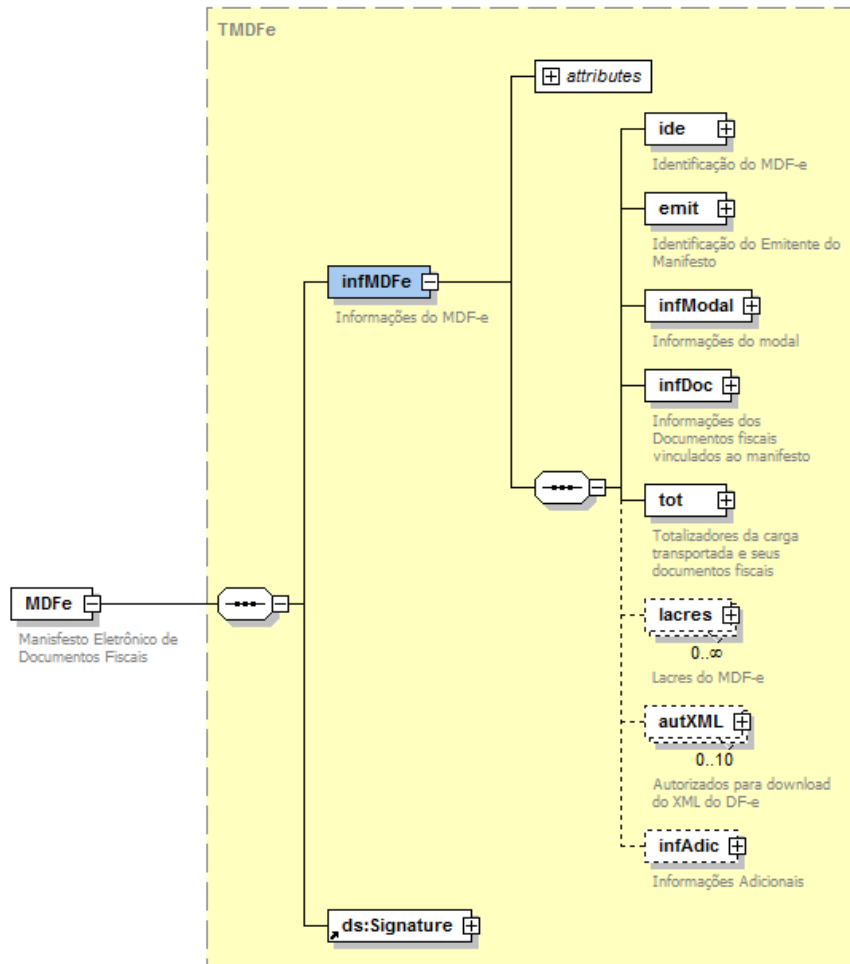 TMDFe
attributes
ide
Identificação do MDF-e
emit
Identificação do Emitente do
Manifesto
infMDFe
Informações do MDF-e
infModal
Informações do modal
infDoc
Informações dos
Documentos fiscais
vinculados ao manifesto
tot
Totalizadores da carga
transportada e seus
documentos fiscais
MDFe
Manisfesto Eletrônico de
Documentos Fiscais
lacres
0..∞
Lacres do MDF-e
autXML
0..10
Autorizados para download
do XML do DF-e
infAdic
Informações Adicionais
ds:Signature